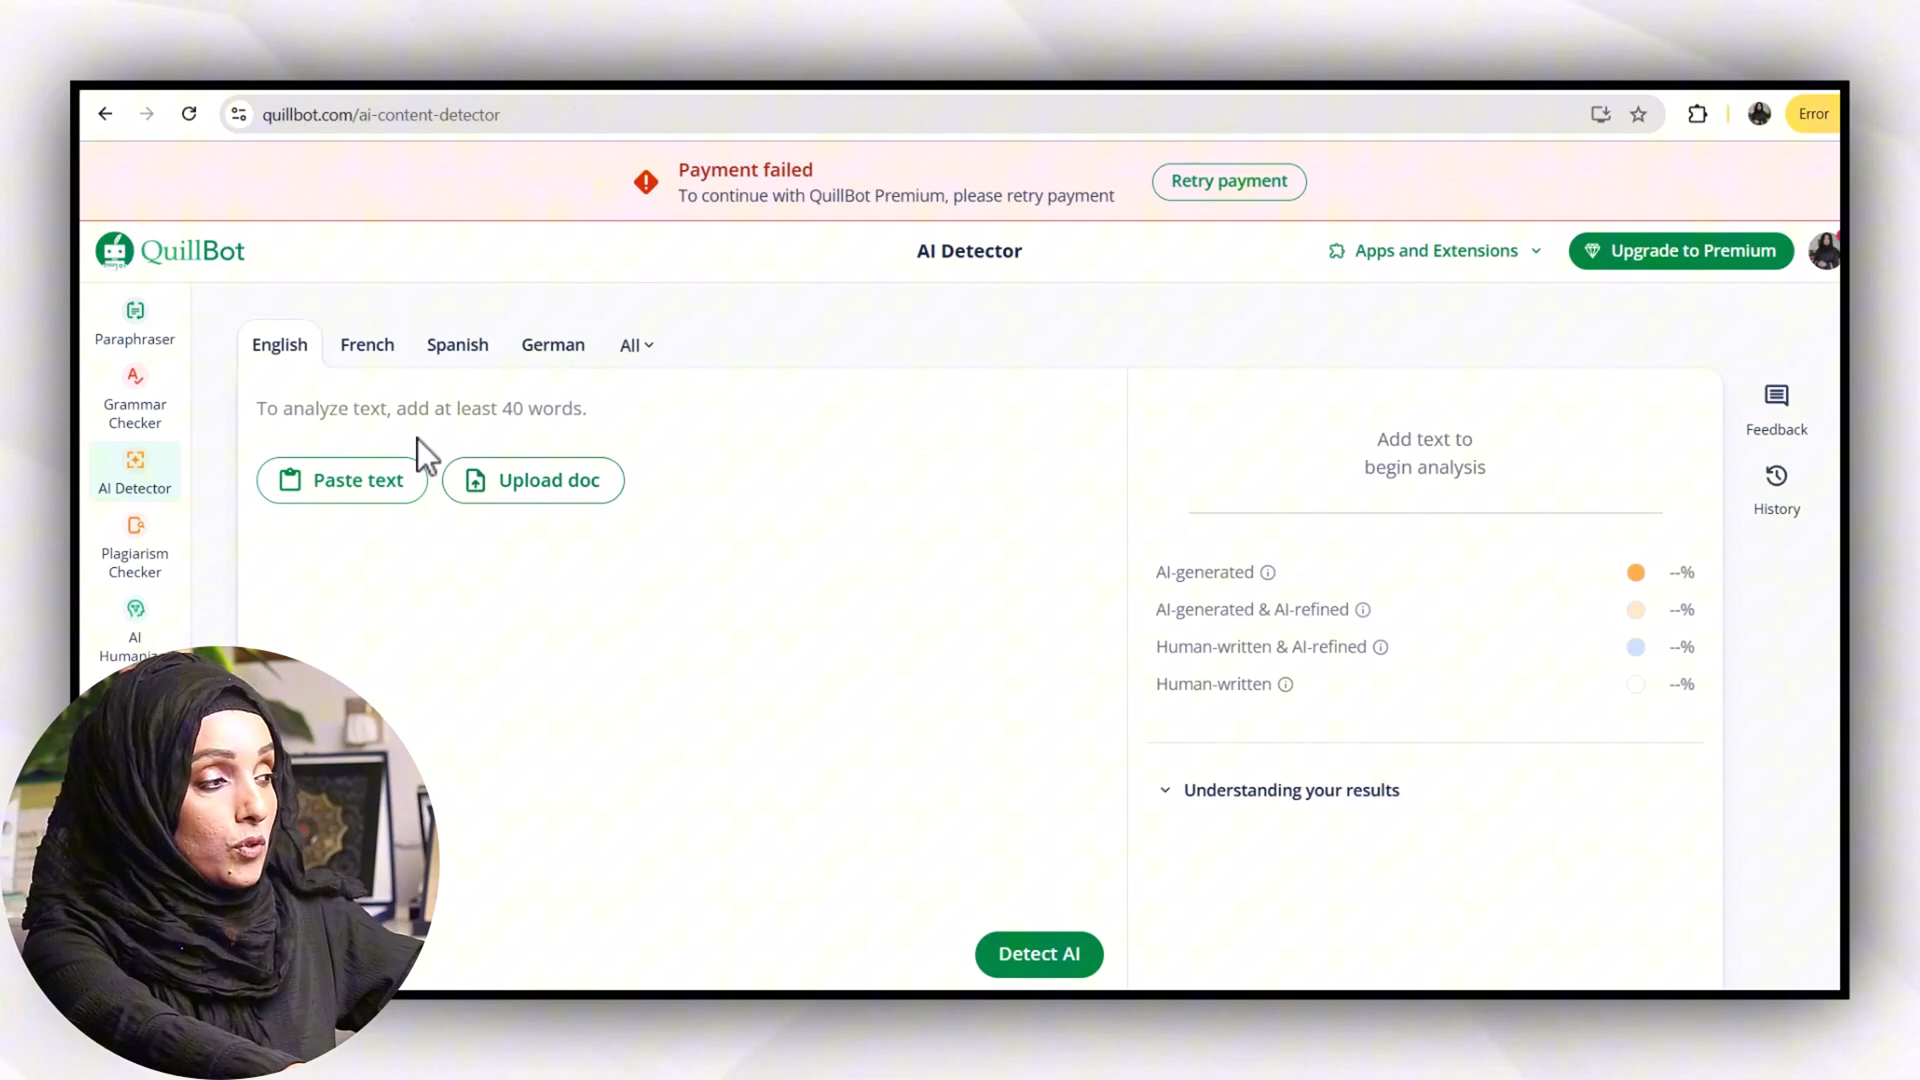 quillbot.com/ai-content-detector
Error
Payment failed
To continue with QuillBot Premium, please retry payment
Retry payment
QuillBot
AI Detector
Apps and Extensions
Upgrade to Premium
Paraphraser
Grammar
Checker
AI Detector
Plagiarism
Checker
AI
English
French
Spanish
German
All
To analyze text, add at least 40 words.
Paste text
Upload doc
Detect AI
Add text to
begin analysis
AI-generated
--%
AI-generated & AI-refined
--%
Human-written & AI-refined
--%
Human-written
--%
Understanding your results
Feedback
History